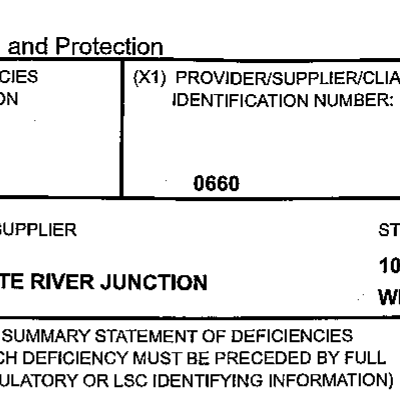 and Protection
CIES (X1) PROVIDER/SUPPLIER/CLIA
ON IDENTIFICATION NUMBER:
0660
SUPPLIER ST
10
TE RIVER JUNCTION
WI
SUMMARY STATEMENT OF DEFICIENCIES
CH DEFICIENCY MUST BE PRECEDED BY FULL
ULATORY OR LSC IDENTIFYING INFORMATION)